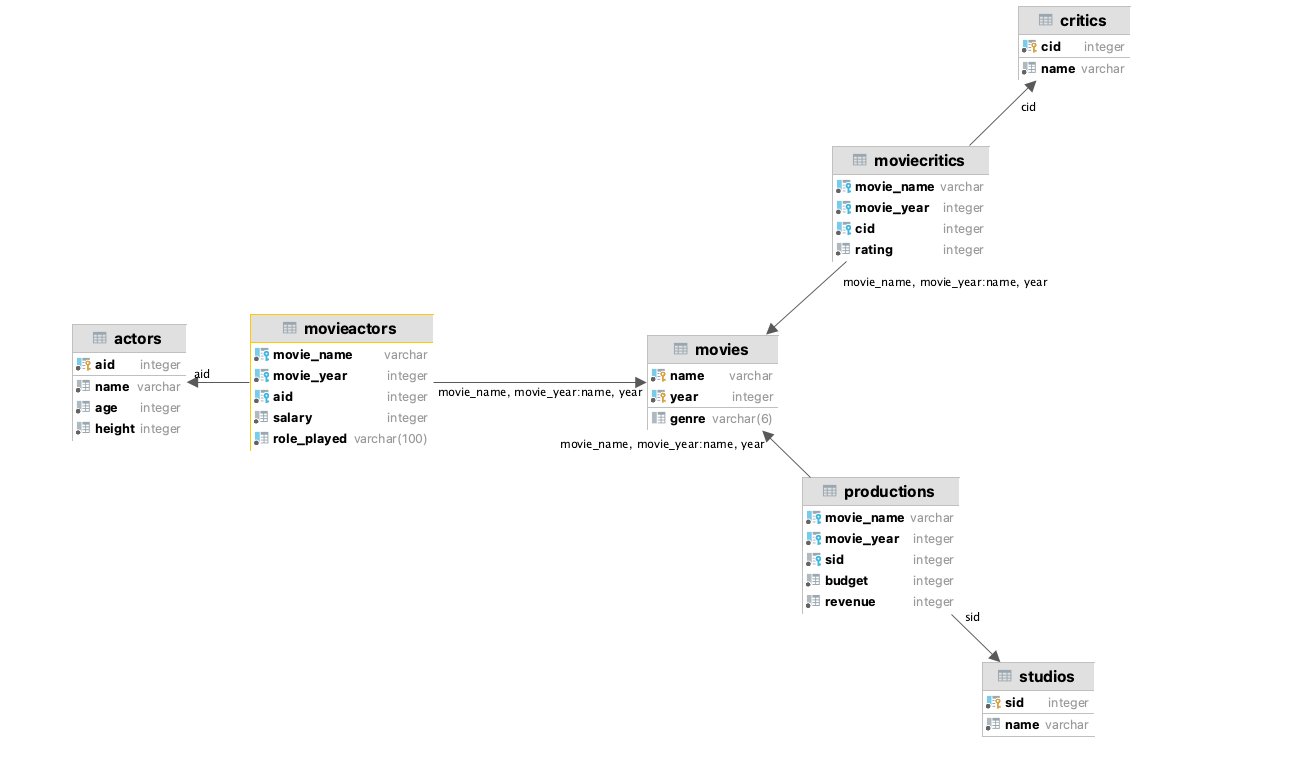 critics
cid integer
name varchar
cid
moviecritics
movie_name varchar
movie_year integer
cid integer
rating integer
movie_name, movie_year:name, year
actors
aid integer
name varchar
age integer
height integer
aid
movieactors
movie_name varchar
movie_year integer
aid integer
salary integer
role_played varchar(100)
movie_name, movie_year:name, year
movies
name varchar
year integer
genre varchar(6)
movie_name, movie_year:name, year
productions
movie_name varchar
movie_year integer
sid integer
budget integer
revenue integer
sid
studios
sid integer
name varchar